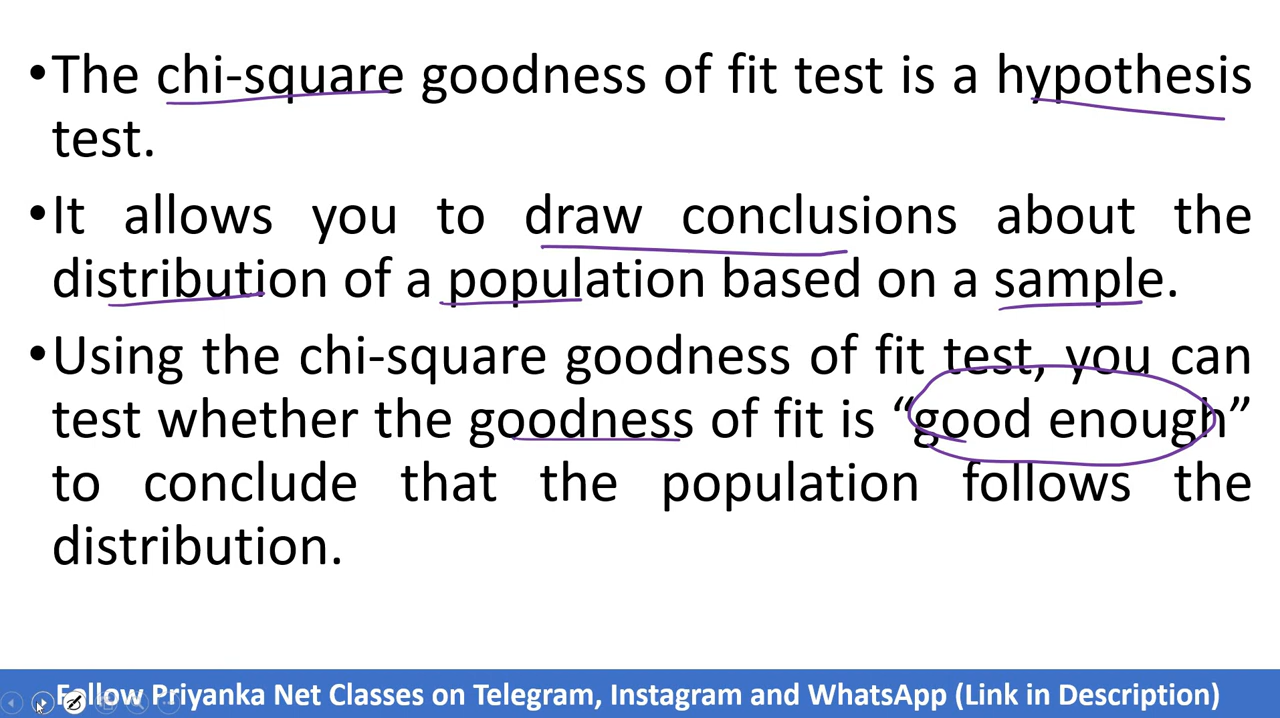 •The chi-square goodness of fit test is a hypothesis
test.
•It allows you to draw conclusions about the
distribution of a population based on a sample.
•Using the chi-square goodness of fit test, you can
test whether the goodness of fit is “good enough”
to conclude that the population follows the
distribution.
Follow Priyanka Net Classes on Telegram, Instagram and WhatsApp (Link in Description)